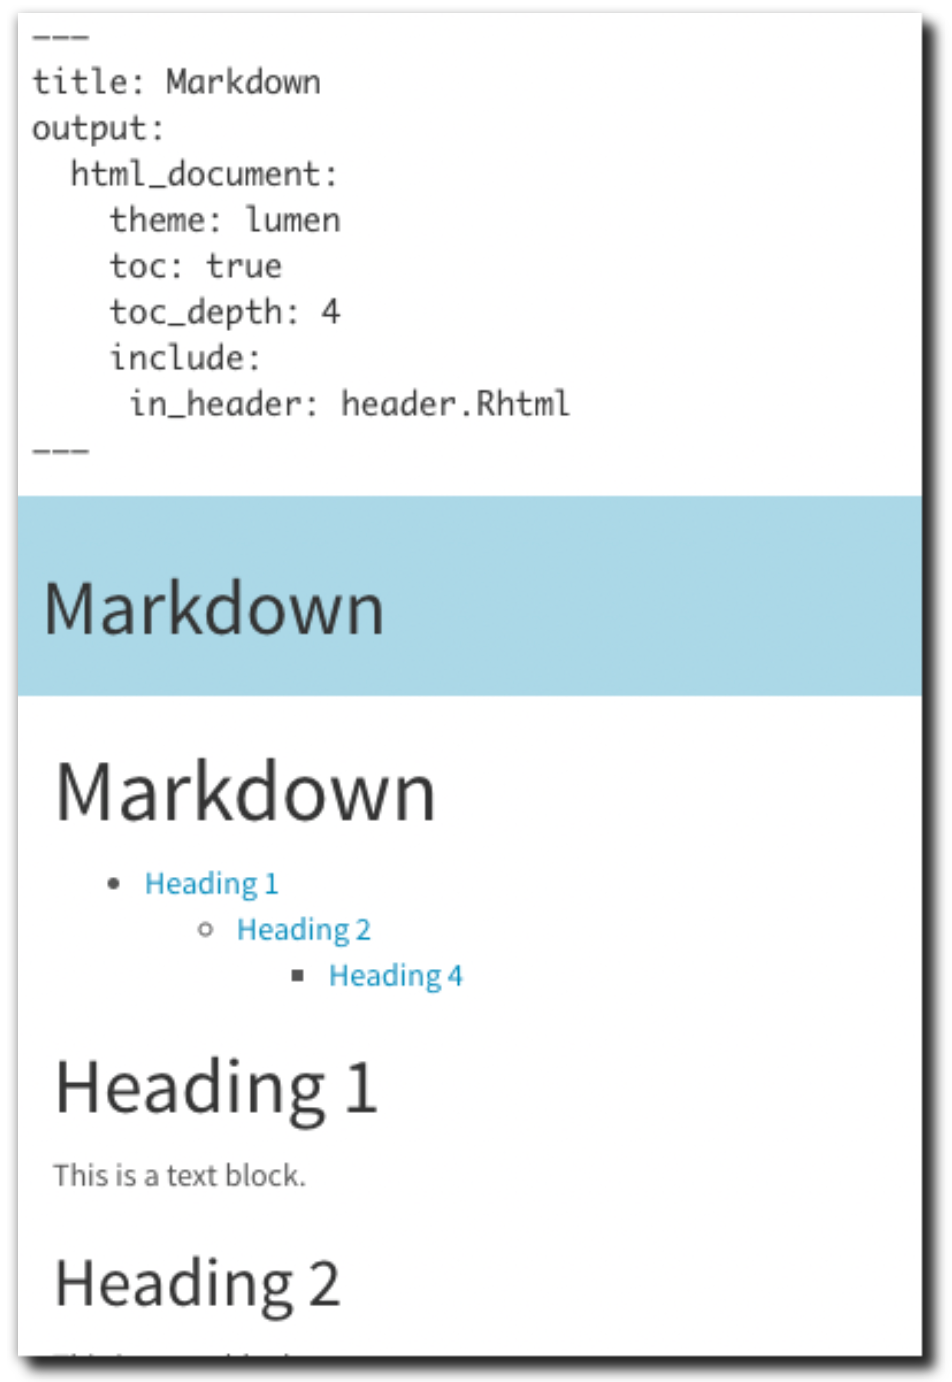 ---
title: Markdown
output:
  html_document:
    theme: lumen
    toc: true
    toc_depth: 4
    include:
     in_header: header.Rhtml
---
Markdown
Markdown
Heading 1
Heading 2
Heading 4
Heading 1
This is a text block.
Heading 2